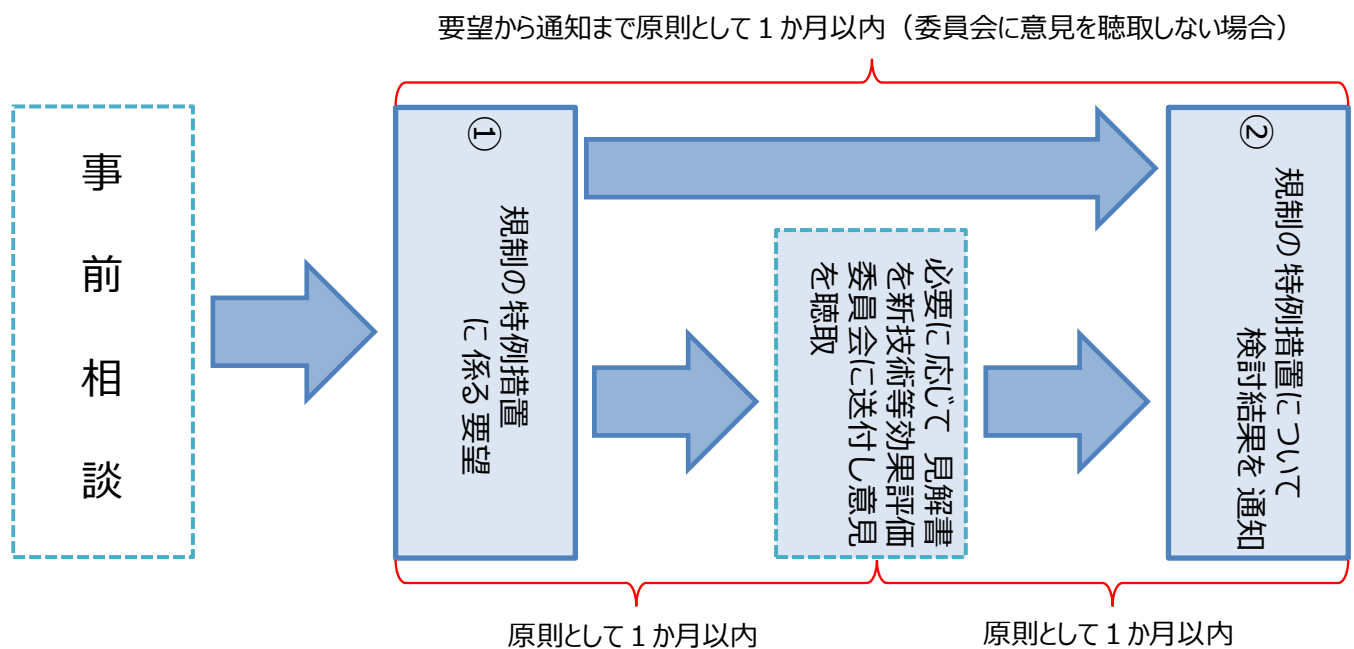 要望から通知まで原則として１か月以内（委員会に意見を聴取しない場合）
事前相談
①
規制の特例措置
に係る要望
必要に応じて 見解書
を新技術等効果評価
委員会に送付し意見
を聴取
②
規制の特例措置について
検討結果を通知
原則として１か月以内
原則として１か月以内